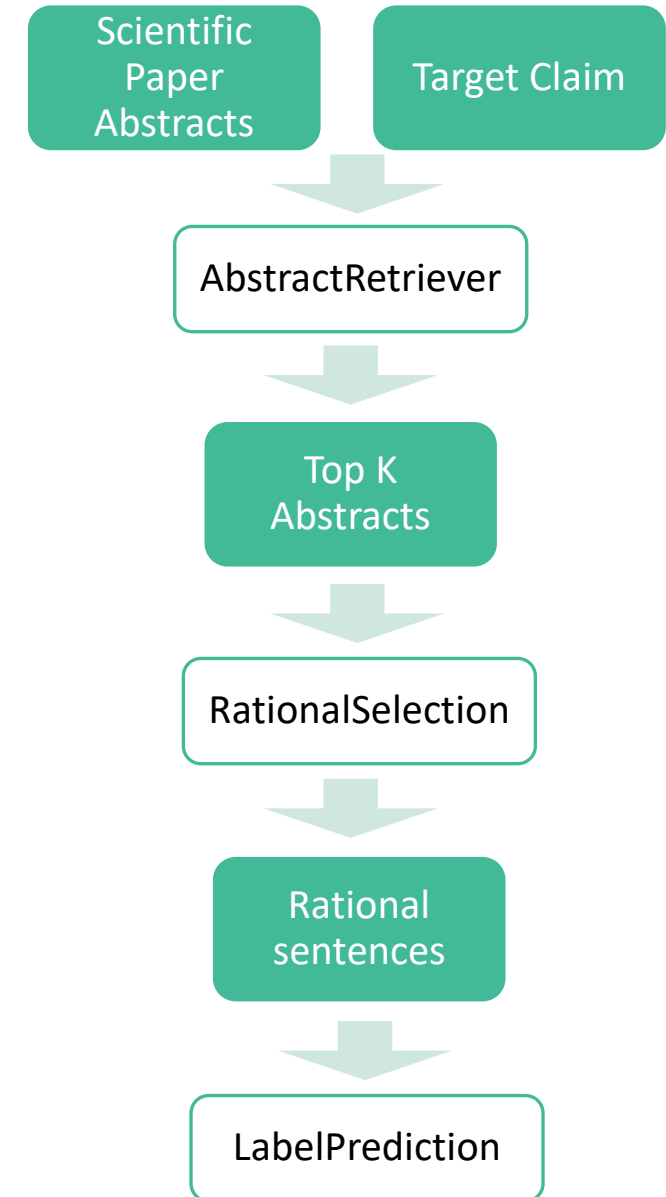 Scientific
Paper
Abstracts
Target Claim
AbstractRetriever
Top K
Abstracts
RationalSelection
Rational
sentences
LabelPrediction